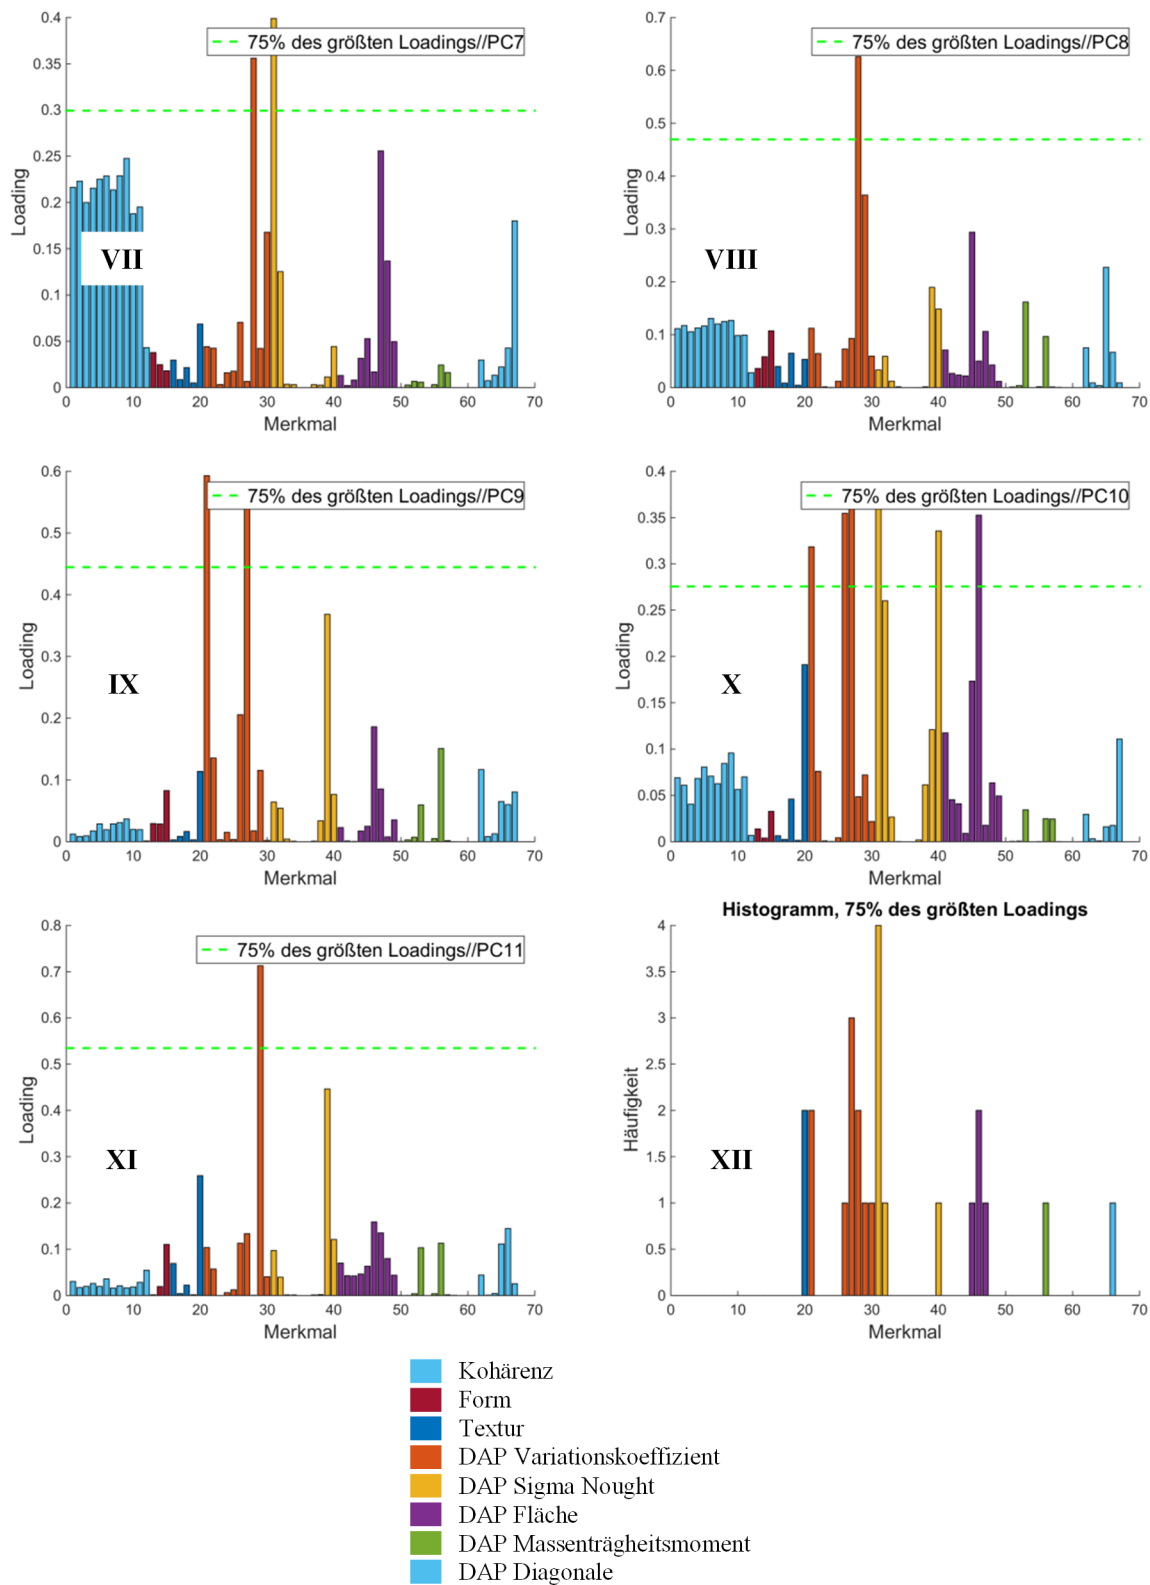 0.4
0.35
0.3
0.25
0.2
0.15
0.1
0.05
0
Loading
75% des größten Loadings//PC7
VII
0 10 20 30 40 50 60 70
Merkmal
0.7
0.6
0.5
0.4
0.3
0.2
0.1
0
Loading
75% des größten Loadings//PC8
VIII
0 10 20 30 40 50 60 70
Merkmal
0.6
0.5
0.4
0.3
0.2
0.1
0
Loading
75% des größten Loadings//PC9
IX
0 10 20 30 40 50 60 70
Merkmal
0.4
0.35
0.3
0.25
0.2
0.15
0.1
0.05
0
Loading
75% des größten Loadings//PC10
X
0 10 20 30 40 50 60 70
Merkmal
0.8
0.7
0.6
0.5
0.4
0.3
0.2
0.1
0
Loading
75% des größten Loadings//PC11
XI
0 10 20 30 40 50 60 70
Merkmal
Histogramm, 75% des größten Loadings
4
3.5
3
2.5
2
1.5
1
0.5
0
Häufigkeit
XII
0 10 20 30 40 50 60 70
Merkmal
Kohärenz
Form
Textur
DAP Variationskoeffizient
DAP Sigma Nought
DAP Fläche
DAP Massenträgheitsmoment
DAP Diagonale